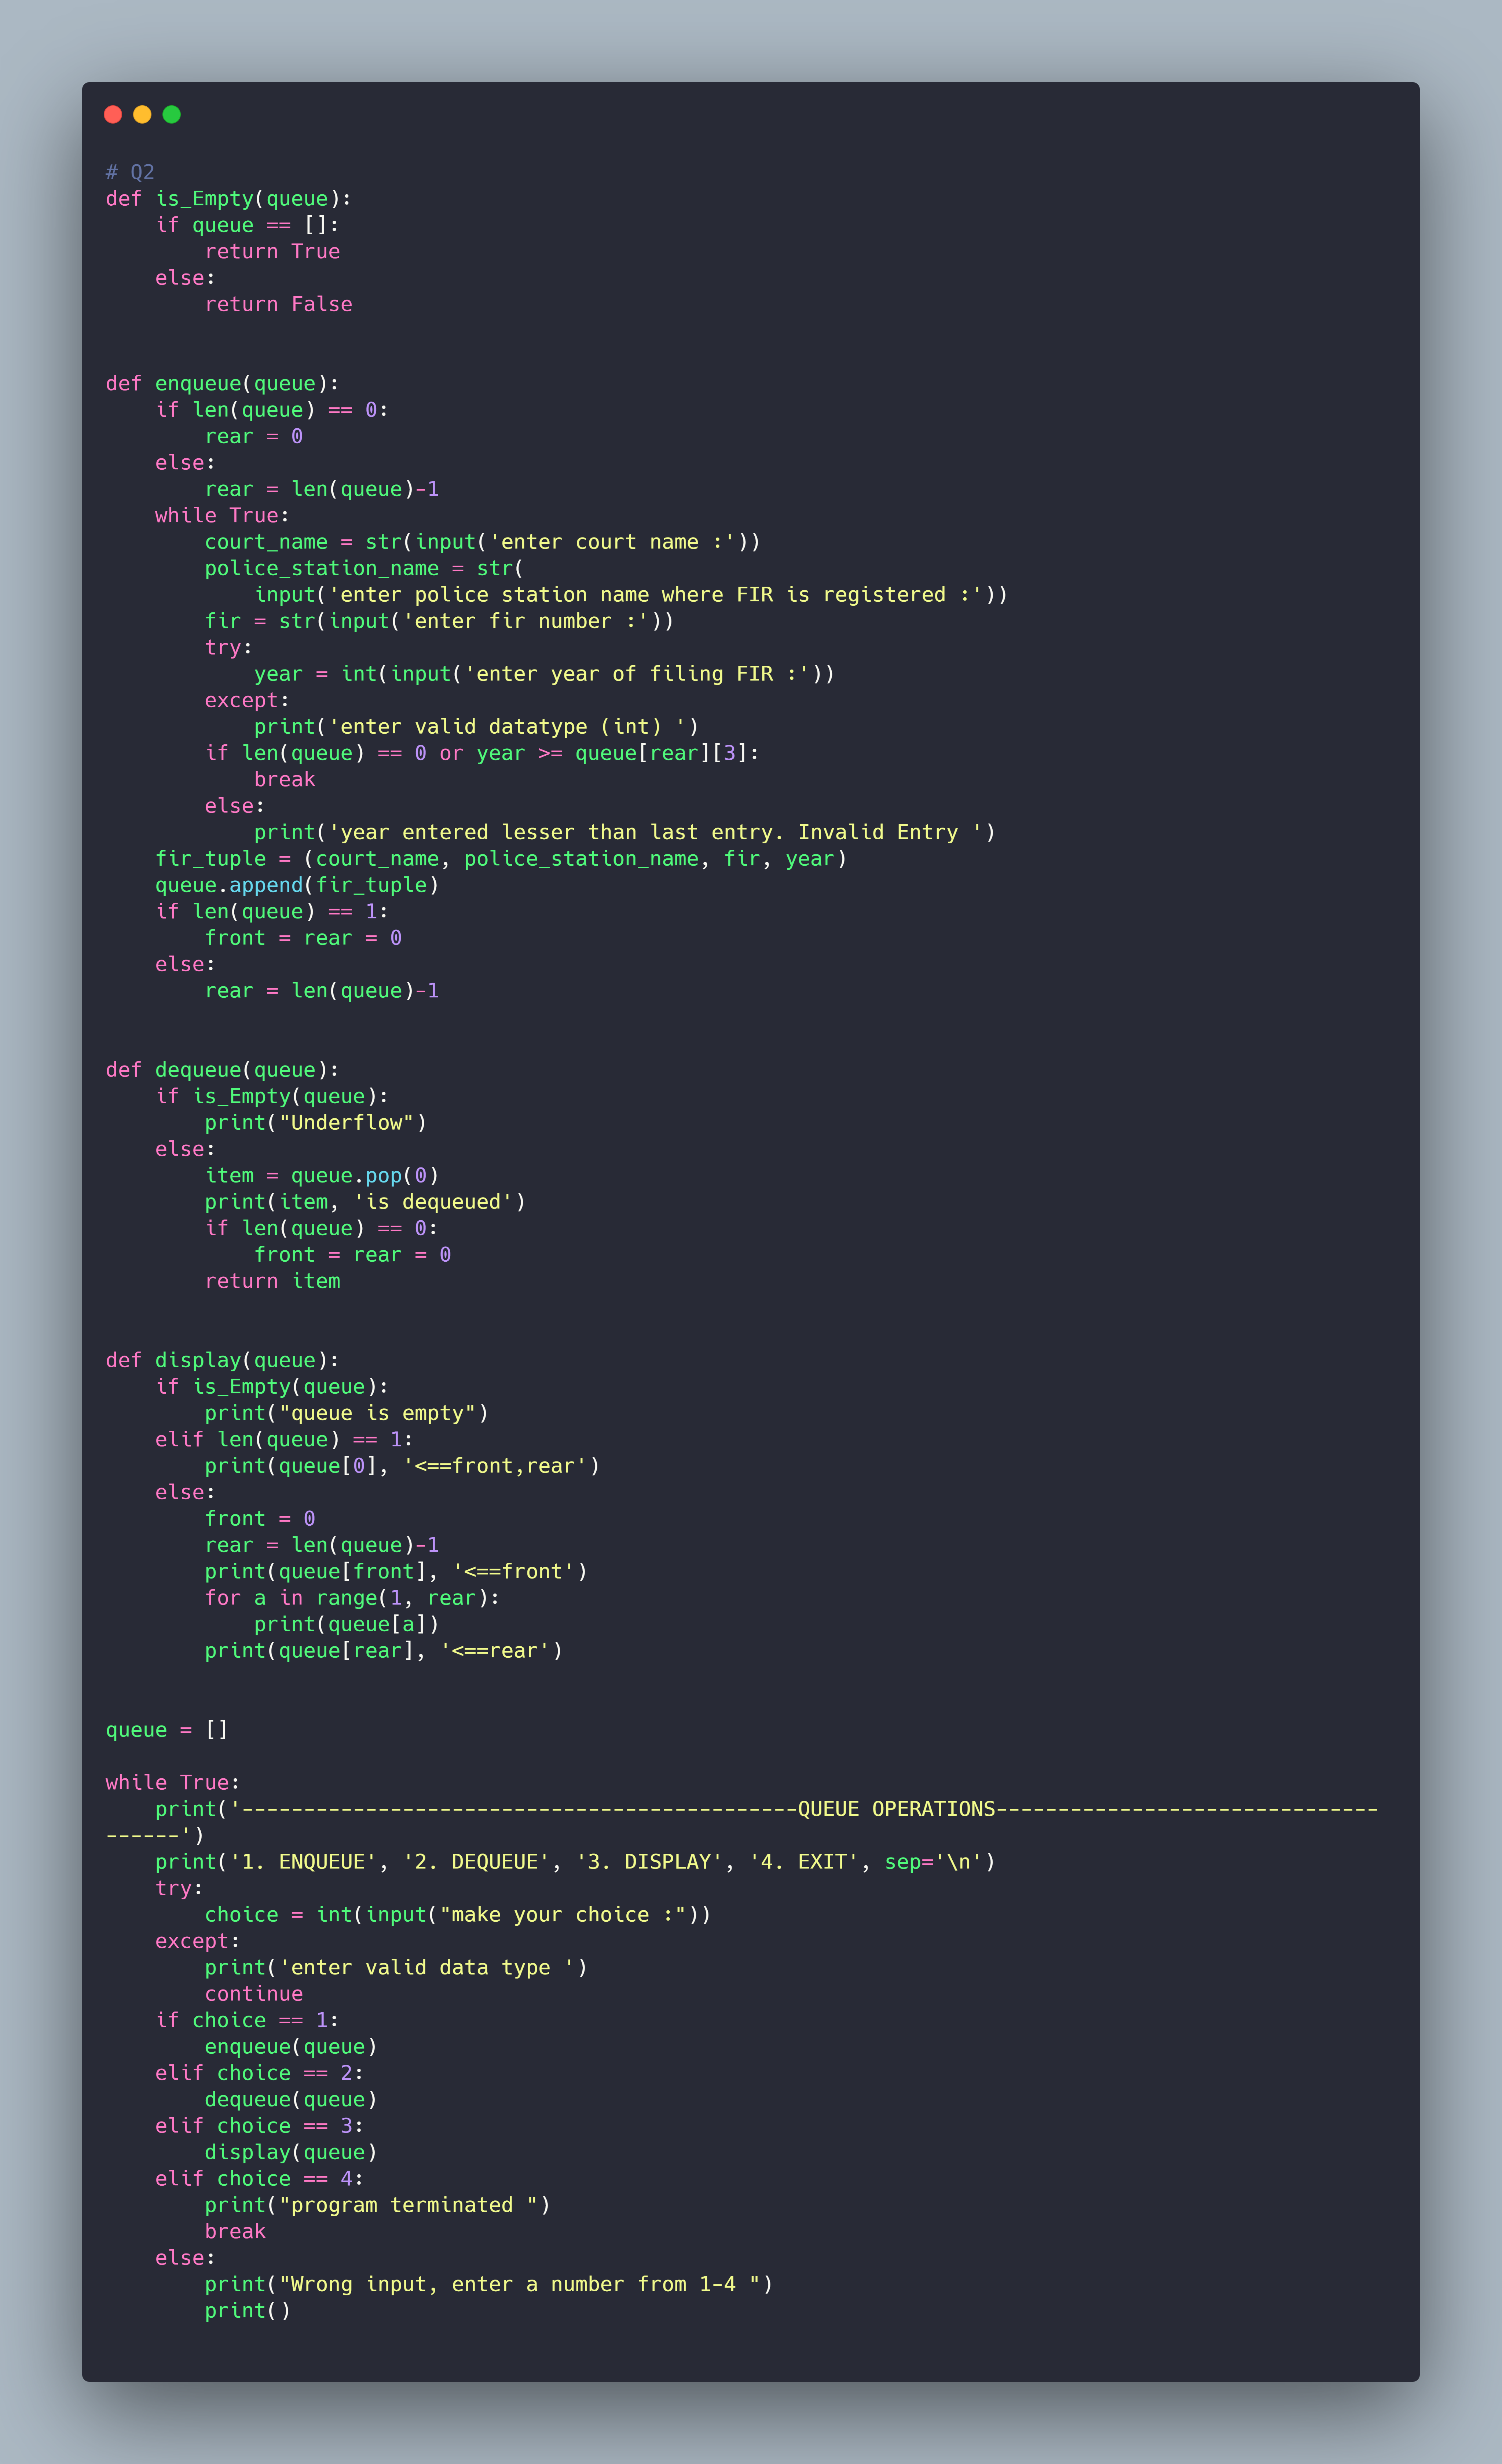 # Q2
def is_Empty(queue):
    if queue == []:
        return True
    else:
        return False


def enqueue(queue):
    if len(queue) == 0:
        rear = 0
    else:
        rear = len(queue)-1
    while True:
        court_name = str(input('enter court name :'))
        police_station_name = str(
            input('enter police station name where FIR is registered :'))
        fir = str(input('enter fir number :'))
        try:
            year = int(input('enter year of filing FIR :'))
        except:
            print('enter valid datatype (int) ')
        if len(queue) == 0 or year >= queue[rear][3]:
            break
        else:
            print('year entered lesser than last entry. Invalid Entry ')
    fir_tuple = (court_name, police_station_name, fir, year)
    queue.append(fir_tuple)
    if len(queue) == 1:
        front = rear = 0
    else:
        rear = len(queue)-1


def dequeue(queue):
    if is_Empty(queue):
        print("Underflow")
    else:
        item = queue.pop(0)
        print(item, 'is dequeued')
        if len(queue) == 0:
            front = rear = 0
        return item


def display(queue):
    if is_Empty(queue):
        print("queue is empty")
    elif len(queue) == 1:
        print(queue[0], '<==front,rear')
    else:
        front = 0
        rear = len(queue)-1
        print(queue[front], '<==front')
        for a in range(1, rear):
            print(queue[a])
        print(queue[rear], '<==rear')


queue = []

while True:
    print('---------------------------------------------QUEUE OPERATIONS-------------------------------
------')
    print('1. ENQUEUE', '2. DEQUEUE', '3. DISPLAY', '4. EXIT', sep='\n')
    try:
        choice = int(input("make your choice :"))
    except:
        print('enter valid data type ')
        continue
    if choice == 1:
        enqueue(queue)
    elif choice == 2:
        dequeue(queue)
    elif choice == 3:
        display(queue)
    elif choice == 4:
        print("program terminated ")
        break
    else:
        print("Wrong input, enter a number from 1-4 ")
        print()